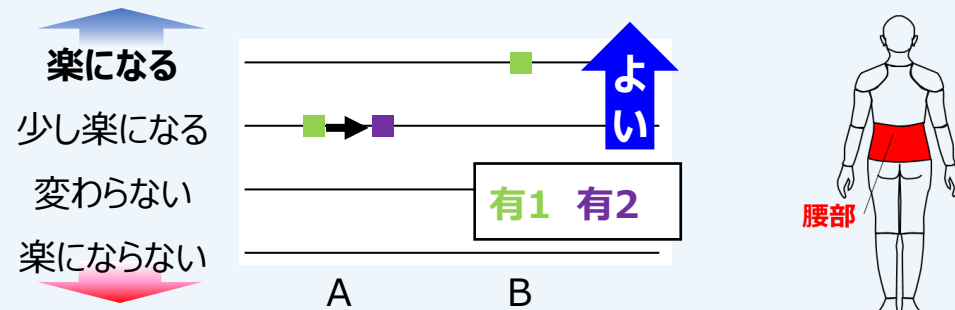 楽になる
少し楽になる
変わらない
楽にならない
よい
有1 有2
A B
腰部